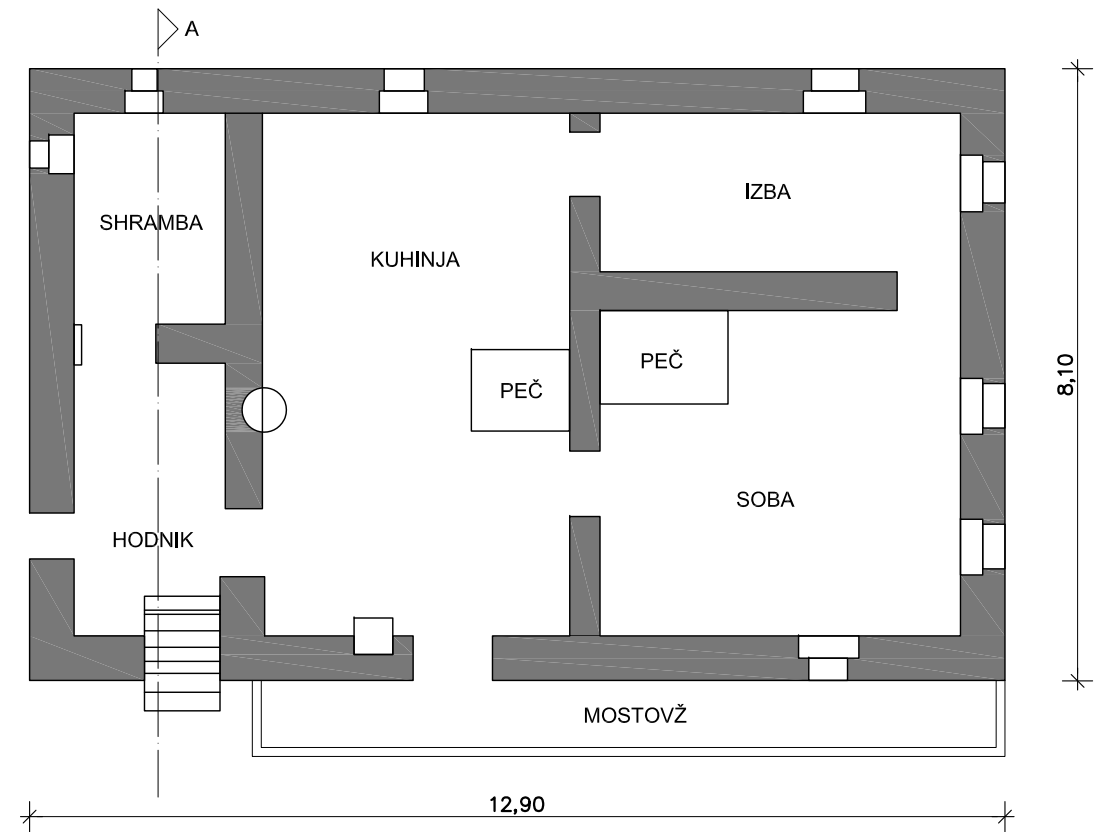 A
SHRAMBA
IZBA
KUHINJA
PEČ
PEČ
8,10
SOBA
HODNIK
MOSTOVŽ
12,90